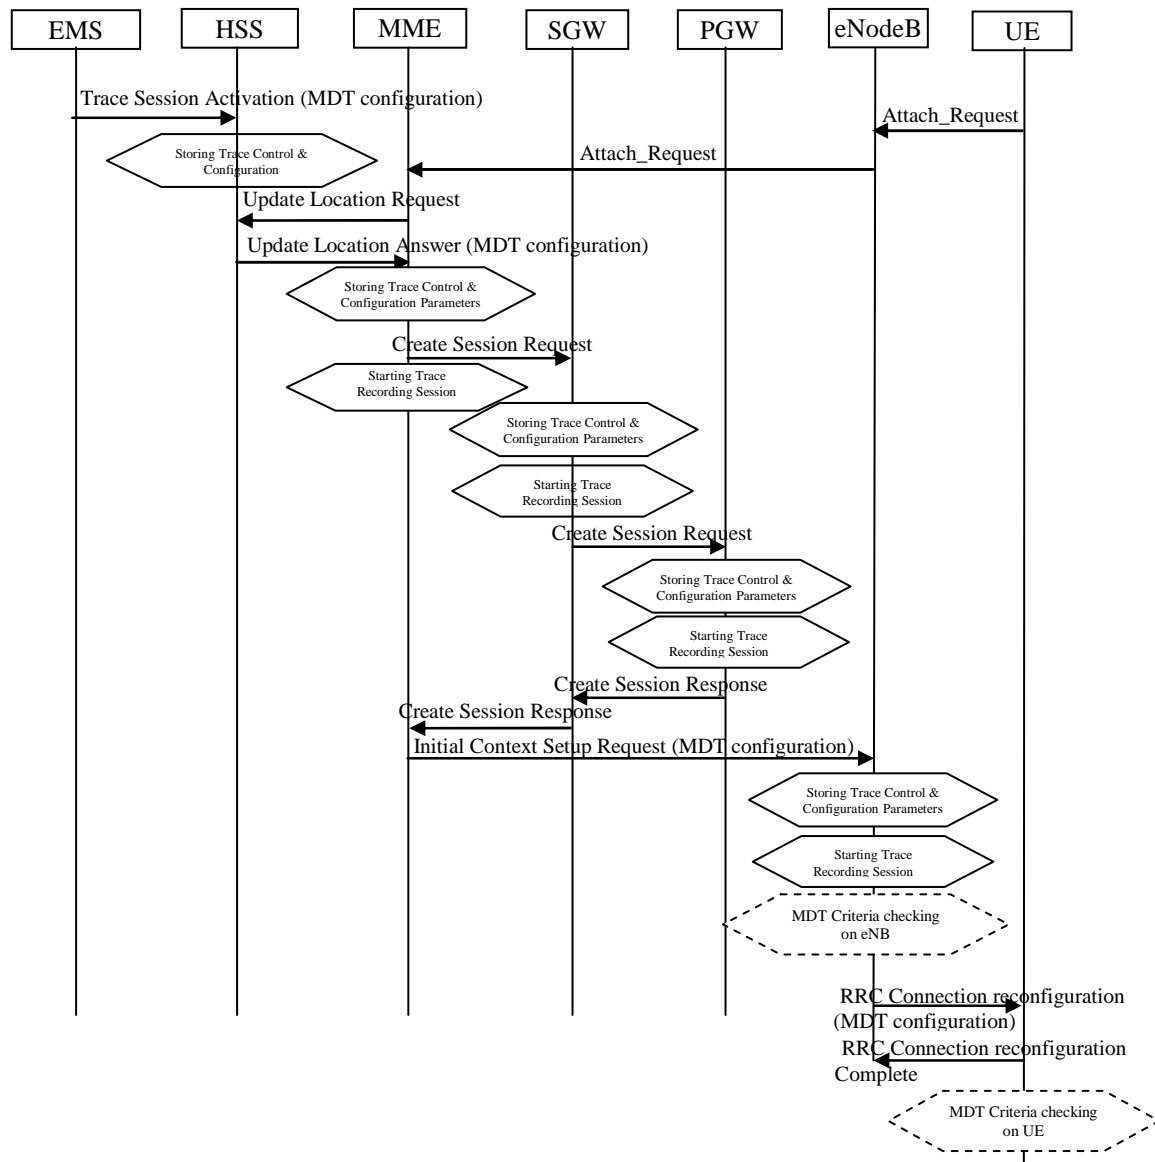 EMS
HSS
MME
SGW
PGW
eNodeB
UE
Trace Session Activation (MDT configuration)
Attach_Request
Storing Trace Control &
Configuration
Attach_Request
Update Location Request
Update Location Answer (MDT configuration)
Storing Trace Control &
Configuration Parameters
Create Session Request
Starting Trace
Recording Session
Storing Trace Control &
Configuration Parameters
Starting Trace
Recording Session
Create Session Request
Storing Trace Control &
Configuration Parameters
Starting Trace
Recording Session
Create Session Response
Create Session Response
Initial Context Setup Request (MDT configuration)
Storing Trace Control &
Configuration Parameters
Starting Trace
Recording Session
MDT Criteria checking
on eNB
RRC Connection reconfiguration
(MDT configuration)
RRC Connection reconfiguration
Complete
MDT Criteria checking
on UE